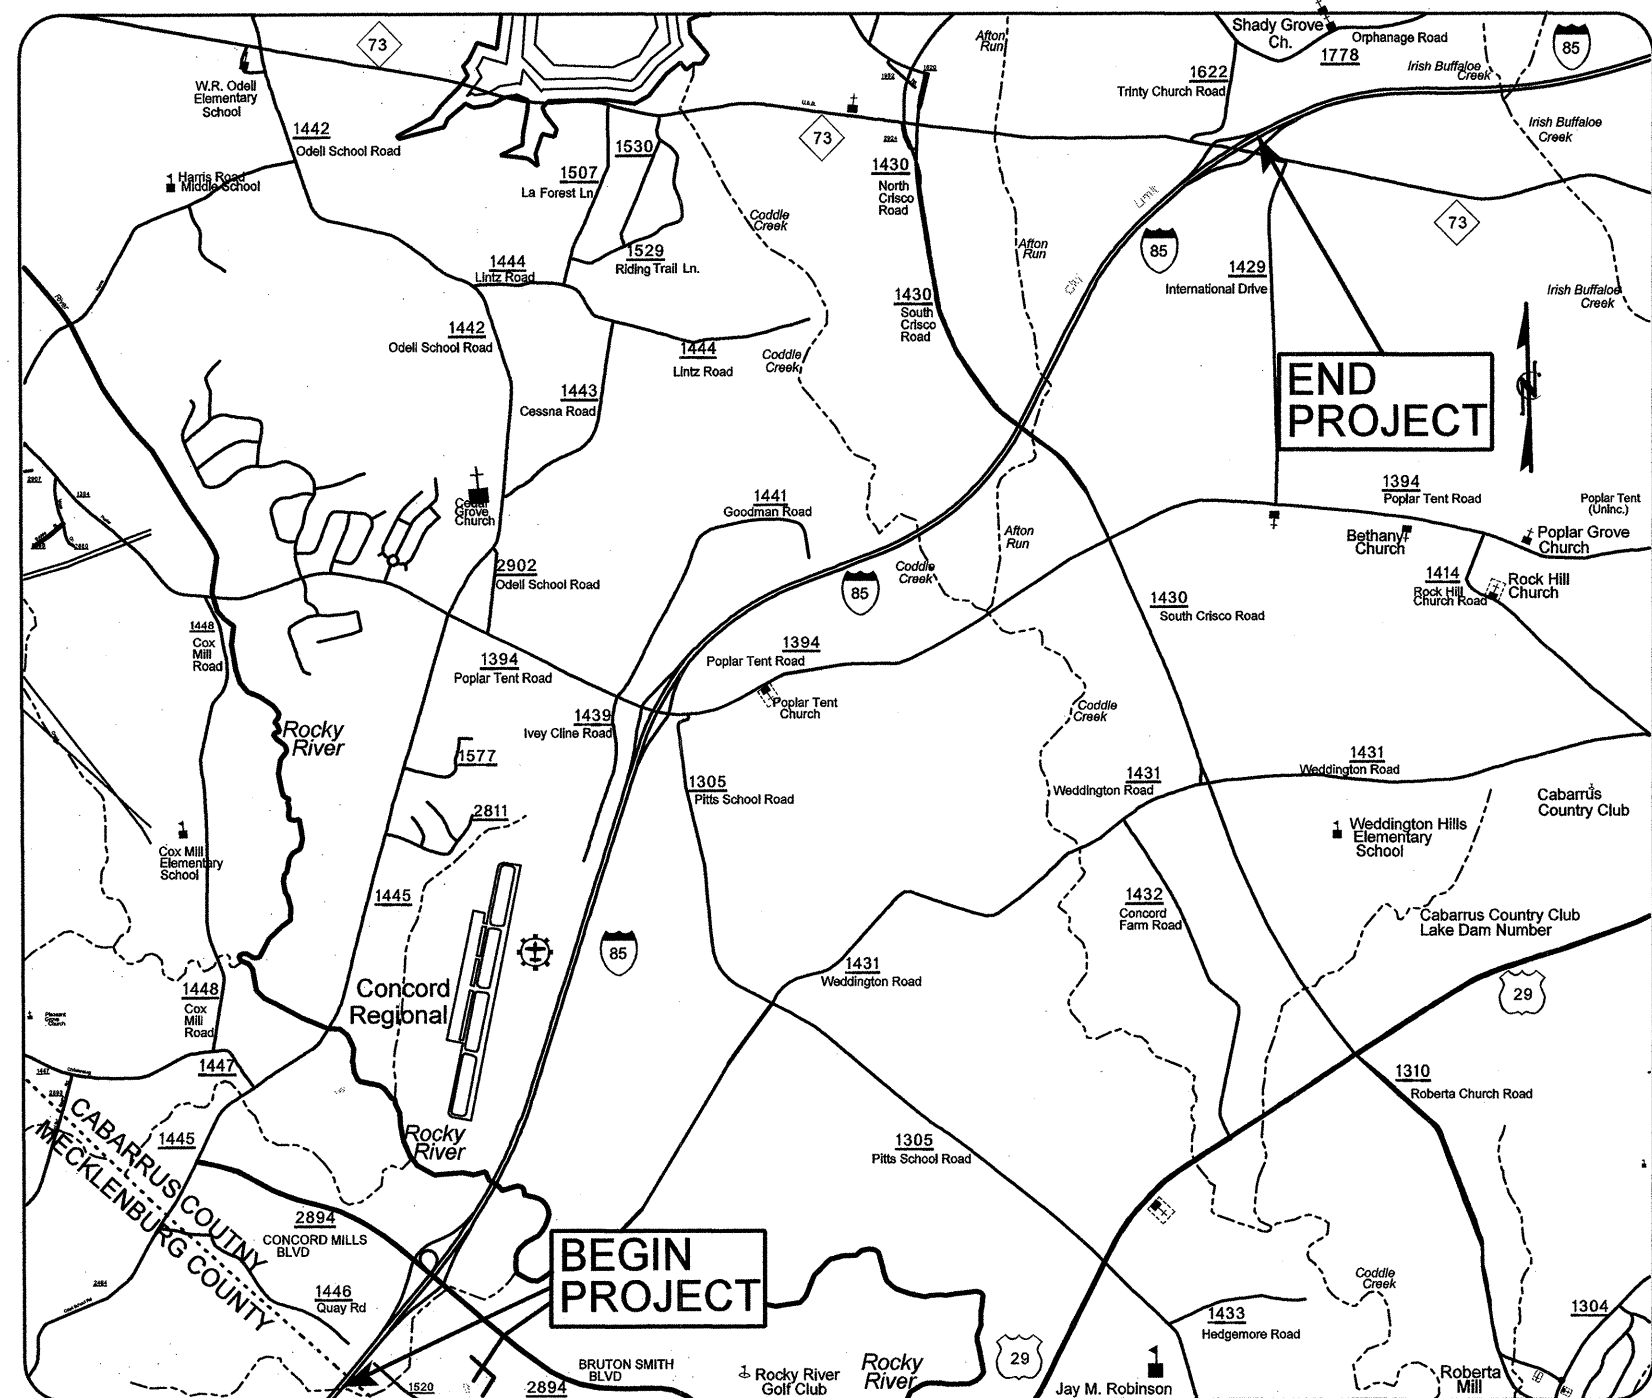 Shady Grove
Ch.
Orphanage Road
1778
85
73
Afton
Run
Irish Buffaloe
Creek
W.R. Odell
Elementary
School
1622
Trinty Church Road
1442
Odell School Road
1530
73
2924
Irish Buffaloe
Creek
1507
La Forest Ln.
1430
North
Crisco
Road
Harris Road
Middle School
Limit
Coddle
Creek
73
85
Afton
Run
1529
Riding Trail Ln.
1444
Lintz Road
1429
International Drive
City
River
1430
South
Crisco
Road
Irish Buffaloe
Creek
1442
Odell School Road
1444
Lintz Road
Coddle
Creek
END
PROJECT
N
1443
Cessna Road
2907
1394
1394
Poplar Tent Road
Poplar Tent
(Uninc.)
1441
Goodman Road
Cedar
Grove
Church
Afton
Run
Bethany
Church
Poplar Grove
Church
2902
Odell School Road
Coddle
Creek
85
1414
Rock Hill
Church Road
Rock Hill
Church
1430
South Crisco Road
1448
Cox
Mill
Road
1394
Poplar Tent Road
1394
Poplar Tent Road
Poplar Tent
Church
Coddle
Creek
1439
Ivey Cline Road
Rocky
River
1577
1305
Pitts School Road
1431
Weddington Road
1431
Weddington Road
Cabarrus
Country Club
2811
Weddington Hills
Elementary
School
Cox Mill
Elementary
School
1445
1432
Concord
Farm Road
Cabarrus Country Club
Lake Dam Number
85
1431
Weddington Road
Concord
Regional
1448
Cox
Mill
Road
29
Pleasant
Grove
Church
1447
1447
1310
Roberta Church Road
CABARRUS COUTNY
MECKLENBURG COUNTY
1445
Rocky
River
1305
Pitts School Road
2894
CONCORD MILLS
BLVD
BEGIN
PROJECT
1446
Quay Rd
Coddle
Creek
1433
Hedgemore Road
1304
29
BRUTON SMITH
BLVD
2894
1520
Rocky River
Golf Club
Rocky
River
Jay M. Robinson
Roberta
Mill